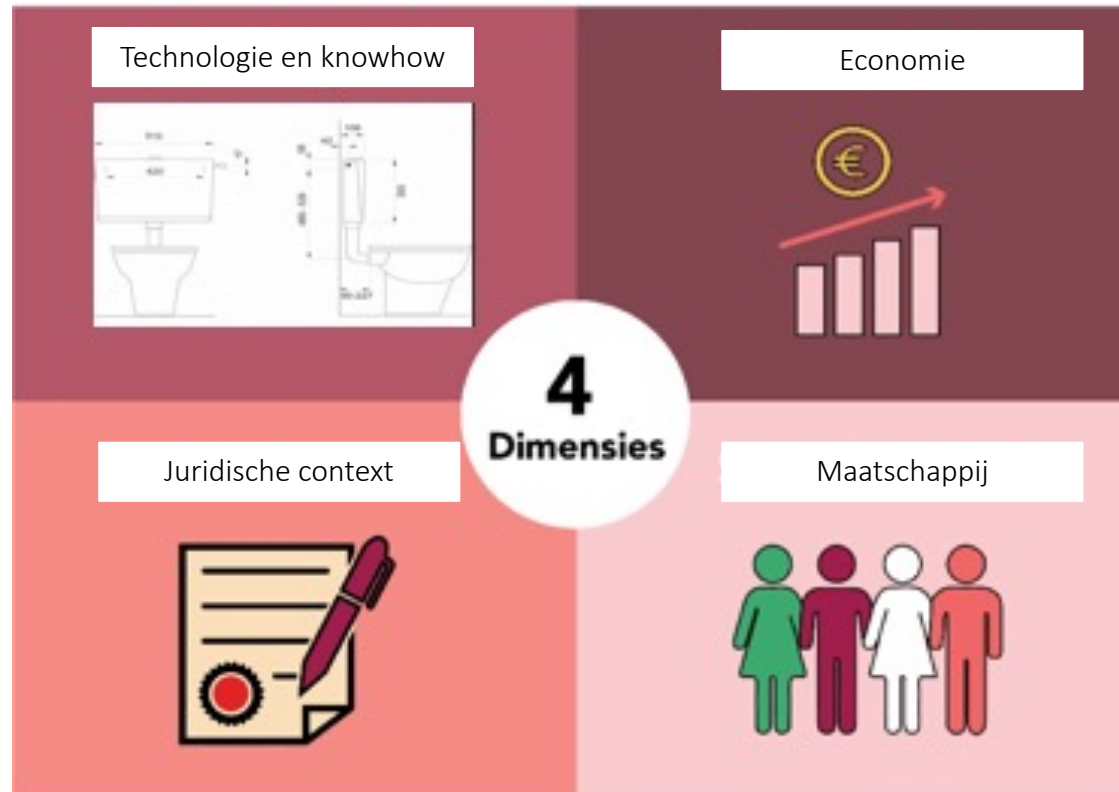 Technologie en knowhow
Economie
€
4
Dimensies
Juridische context
Maatschappij